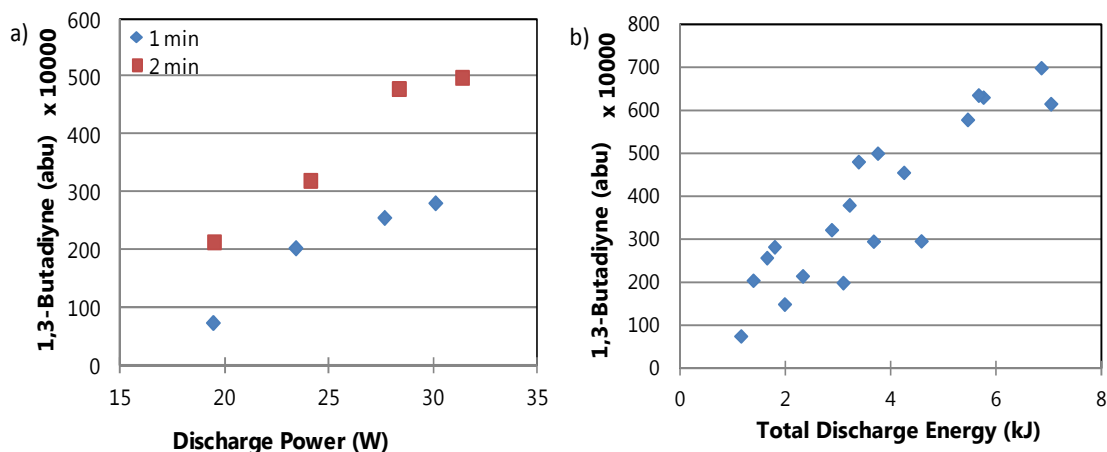 a)
1,3-Butadiyne (abu) x 10000
600
500
400
300
200
100
0
15 20 25 30 35
Discharge Power (W)
1 min
2 min
b)
1,3-Butadiyne (abu) x 10000
800
700
600
500
400
300
200
100
0
0 2 4 6 8
Total Discharge Energy (kJ)